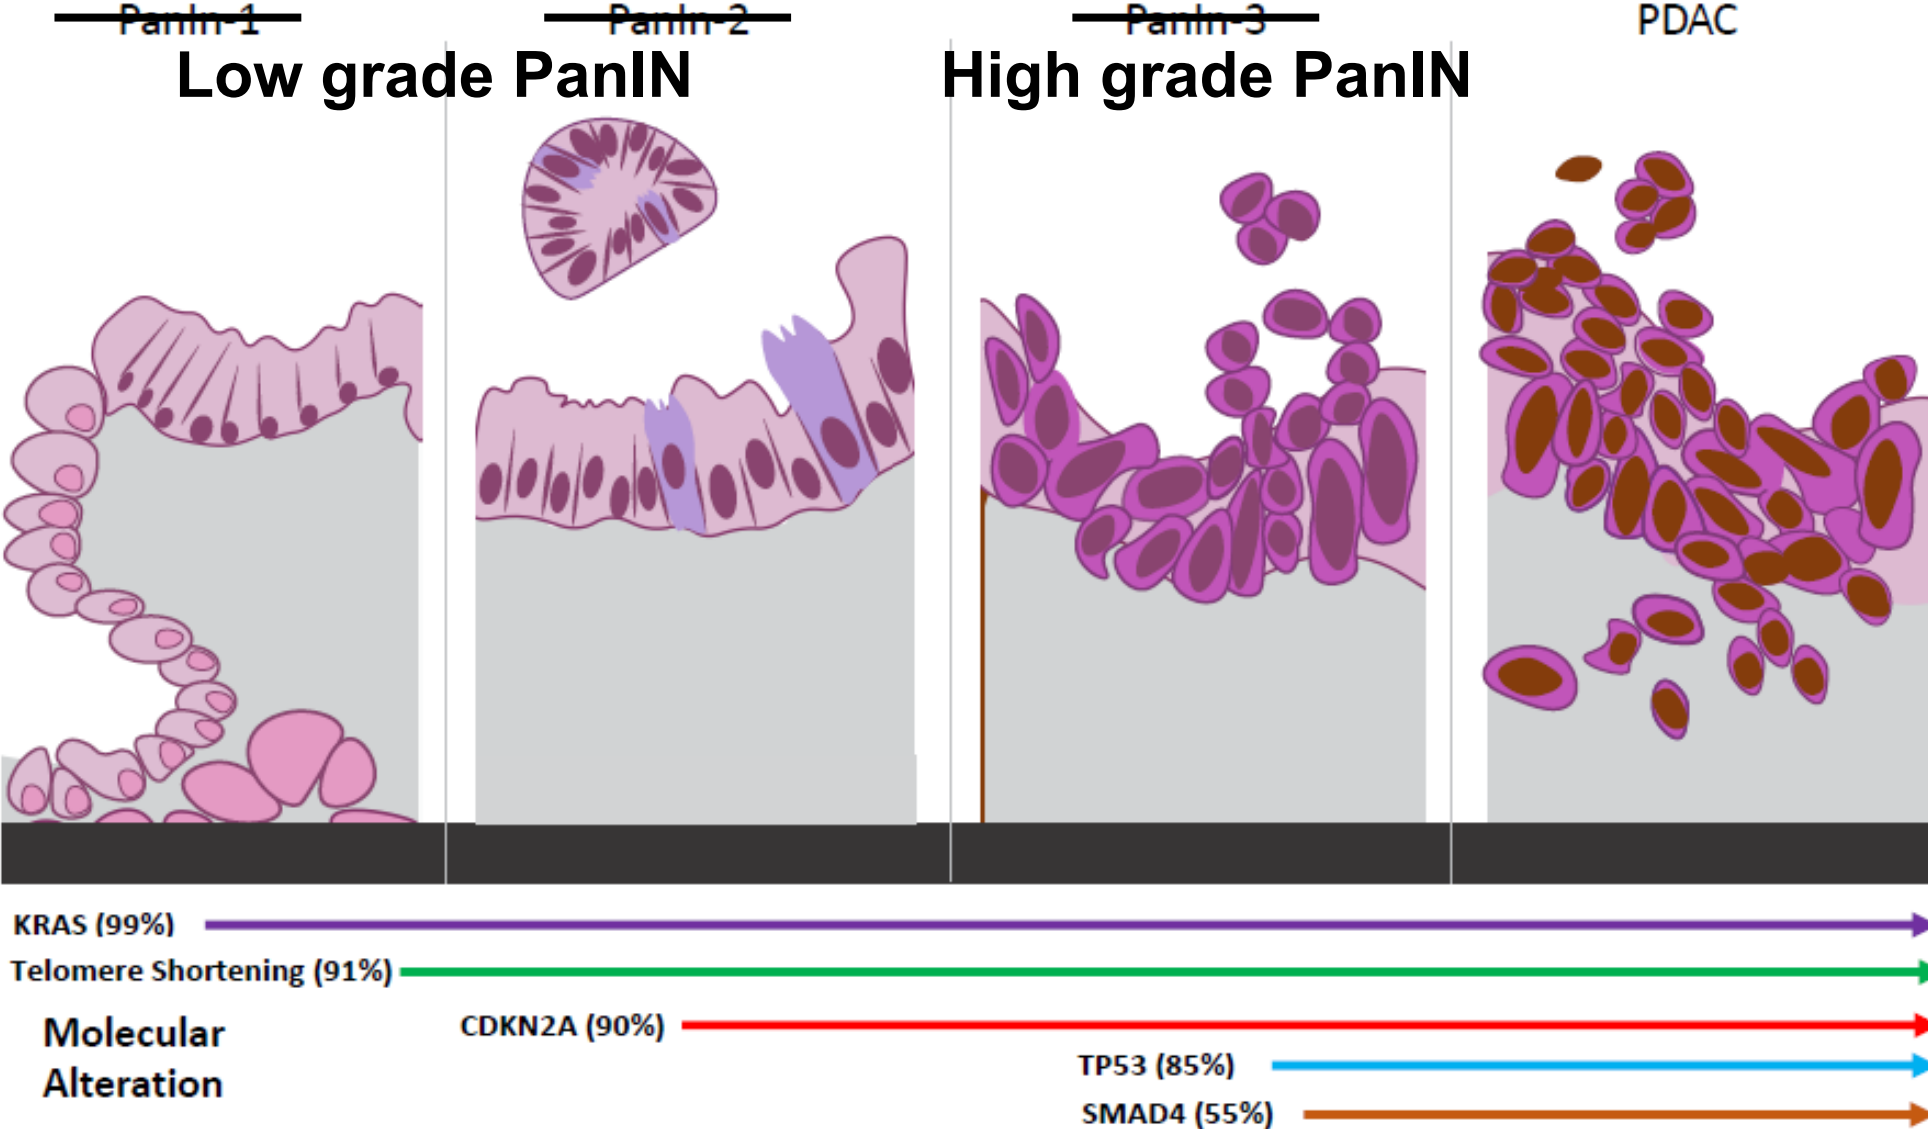 PanIn-1 PanIn-2 PanIn-3 PDAC
Low grade PanIN High grade PanIN
KRAS (99%)
Telomere Shortening (91%)
Molecular
Alteration
CDKN2A (90%)
TP53 (85%)
SMAD4 (55%)